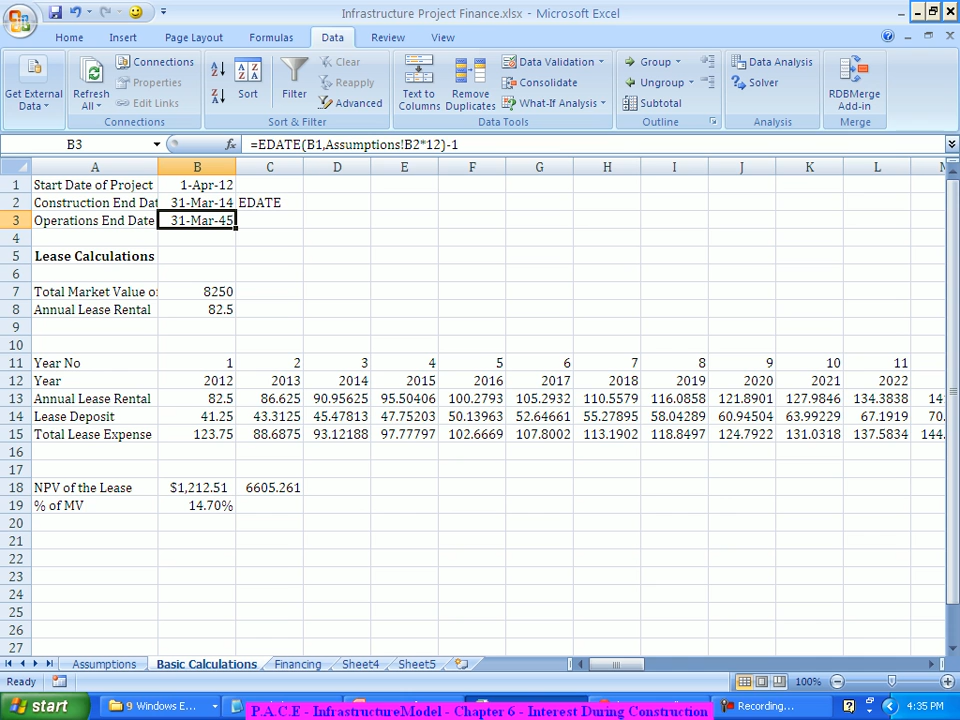 Infrastructure Project Finance.xlsx - Microsoft Excel
Home Insert Page Layout Formulas Data Review View
Get External Data
Refresh All
Connections
Properties
Edit Links
Connections
Sort
Filter
Clear
Reapply
Advanced
Sort & Filter
Text to Columns
Remove Duplicates
Data Validation
Consolidate
What-If Analysis
Data Tools
Group
Ungroup
Subtotal
Outline
Data Analysis
Solver
Analysis
RDBMerge Add-in
Merge
B3 fx =EDATE(B1,Assumptions!B2*12)-1
A B C D E F G H I J K L M
1 Start Date of Project 1-Apr-12
2 Construction End Dat 31-Mar-14 EDATE
3 Operations End Date 31-Mar-45
4
5 Lease Calculations
6
7 Total Market Value of 8250
8 Annual Lease Rental 82.5
9
10
11 Year No 1 2 3 4 5 6 7 8 9 10 11
12 Year 2012 2013 2014 2015 2016 2017 2018 2019 2020 2021 2022
13 Annual Lease Rental 82.5 86.625 90.95625 95.50406 100.2793 105.2932 110.5579 116.0858 121.8901 127.9846 134.3838 14
14 Lease Deposit 41.25 43.3125 45.47813 47.75203 50.13963 52.64661 55.27895 58.04289 60.94504 63.99229 67.1919 70.
15 Total Lease Expense 123.75 88.6875 93.12188 97.77797 102.6669 107.8002 113.1902 118.8497 124.7922 131.0318 137.5834 144.
16
17
18 NPV of the Lease $1,212.51 6605.261
19 % of MV 14.70%
20
21
22
23
24
25
26
27
Assumptions Basic Calculations Financing Sheet4 Sheet5
Ready 100%
start 9 Windows E... Recording... 4:35 PM
P.A.C.E - InfrastructureModel - Chapter 6 - Interest During Construction